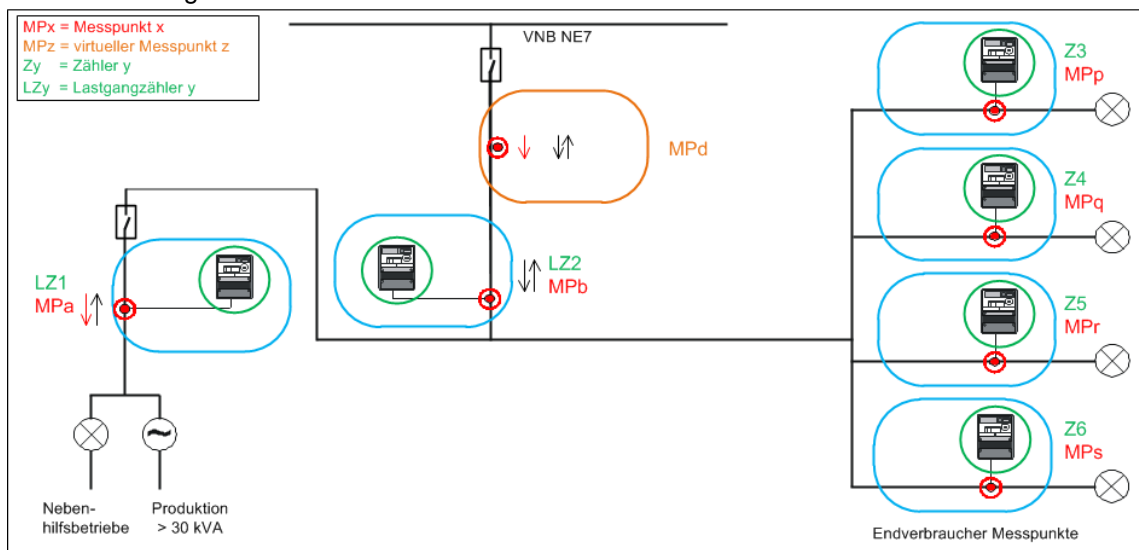 MPx = Messpunkt x
MPz = virtueller Messpunkt z
Zy = Zähler y
LZy = Lastgangzähler y
VNB NE7
MPd
LZ1
MPa
LZ2
MPb
Z3
MPp
Z4
MPq
Z5
MPr
Z6
MPs
Neben-
hilfsbetriebe
Produktion
> 30 kVA
Endverbraucher Messpunkte